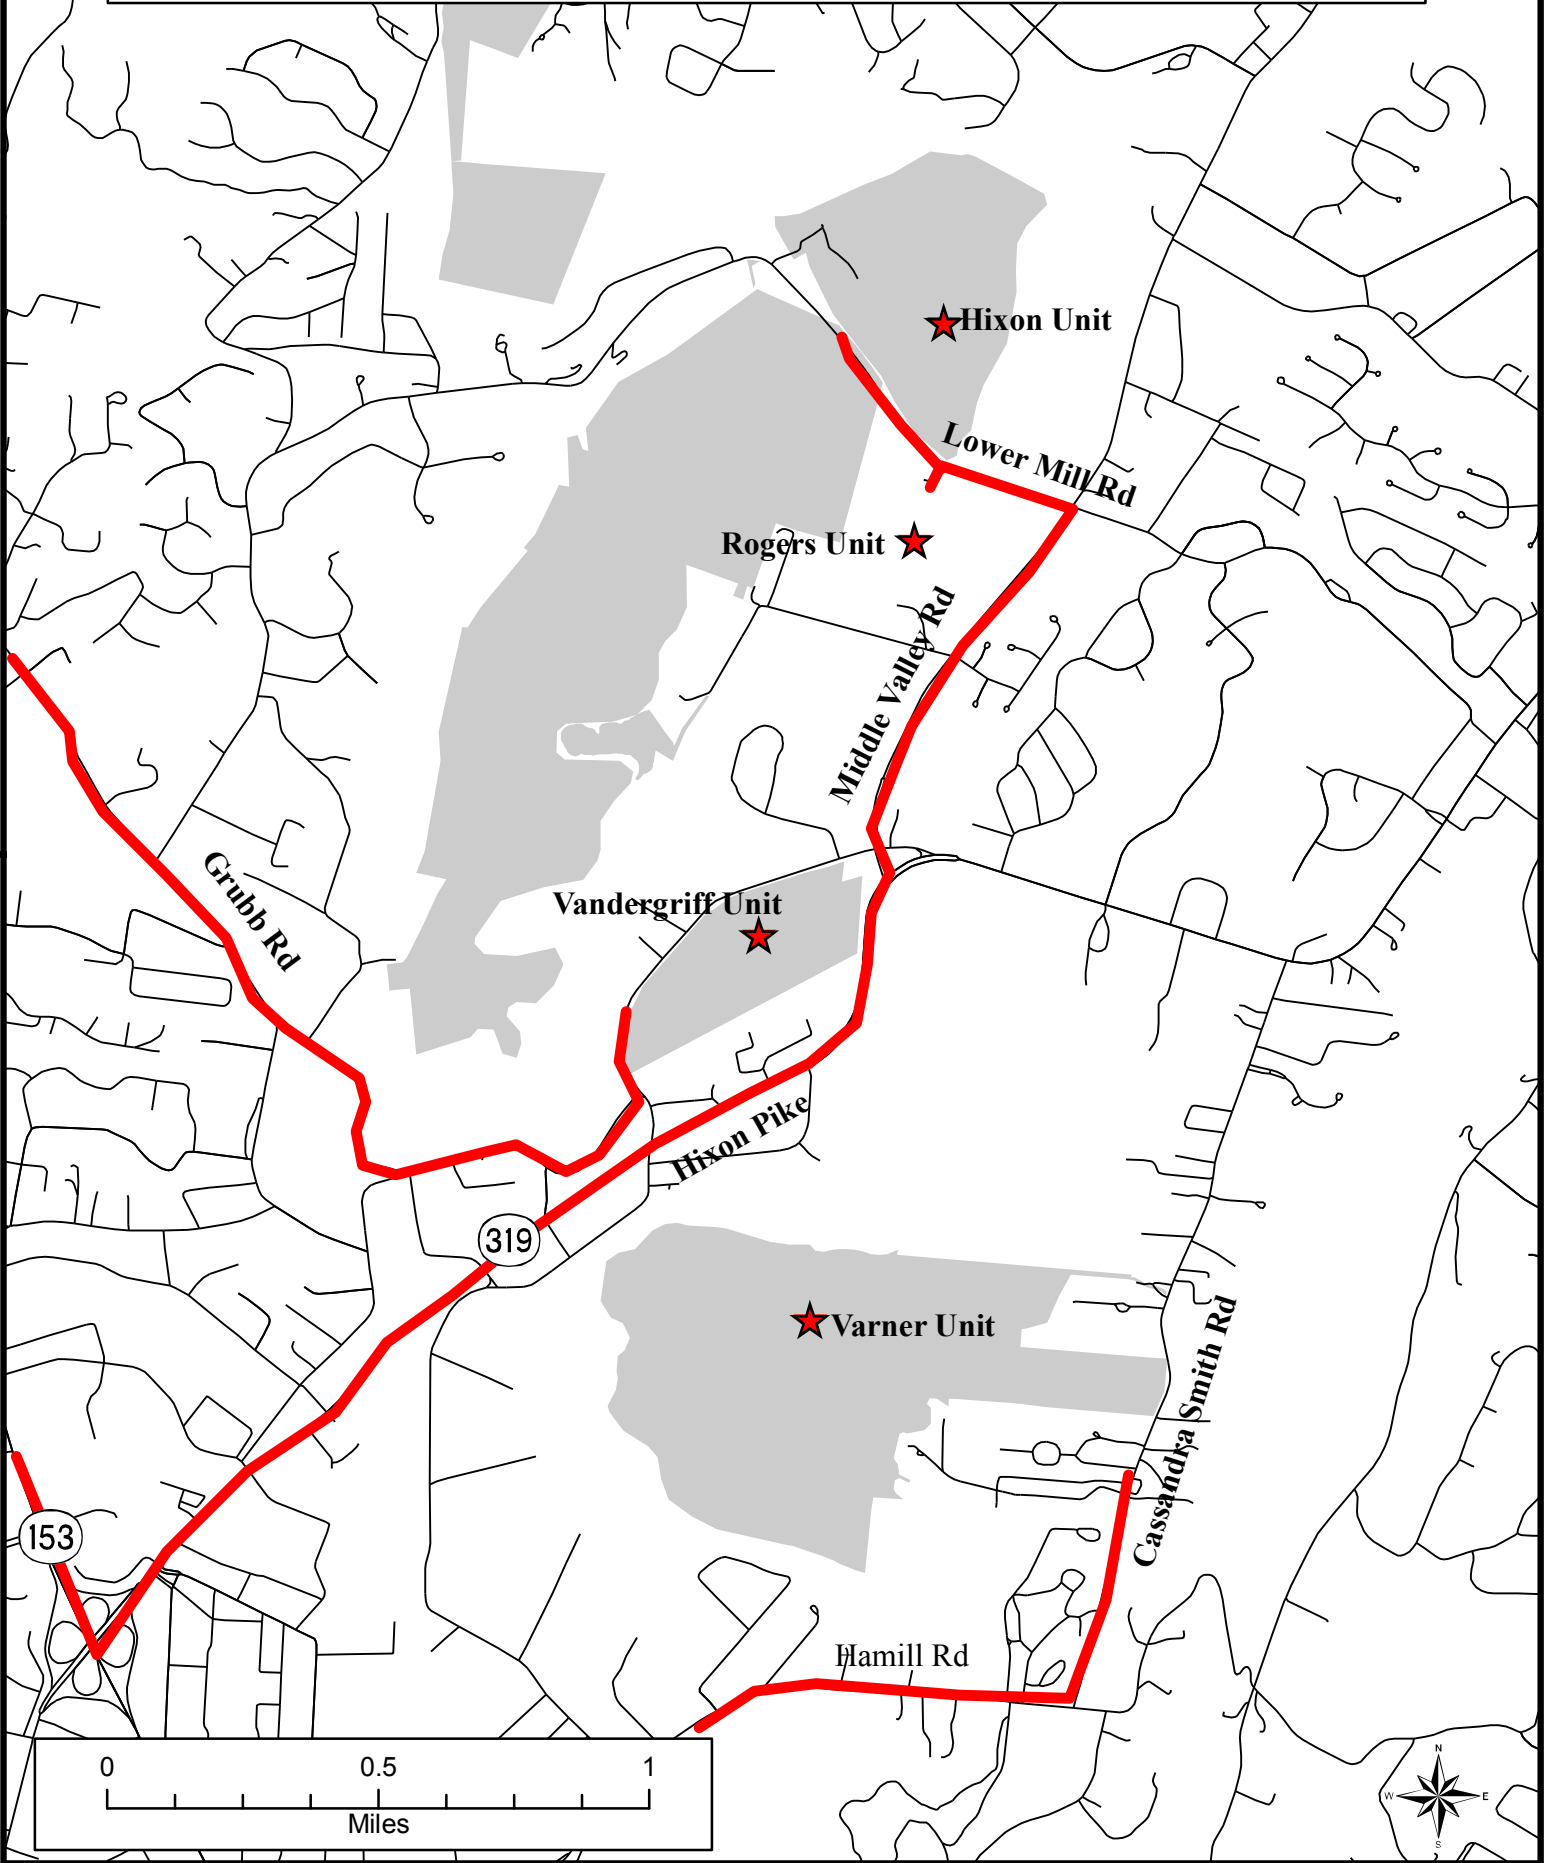 Hixon Unit
Lower Mill Rd
Rogers Unit
Middle Valley Rd
Grubb Rd
Vandergriff Unit
Hixon Pike
319
Varner Unit
Cassandra Smith Rd
153
Hamill Rd
0 0.5 1
Miles
N
W E
S